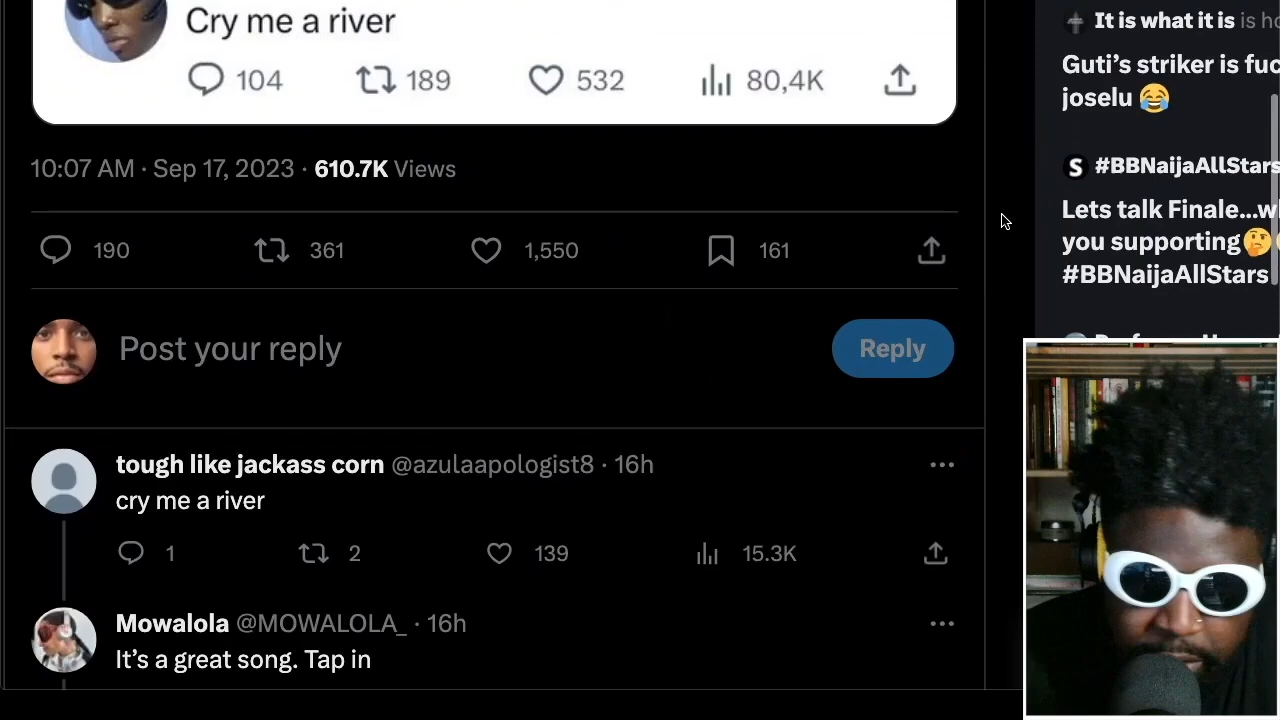 Cry me a river
104 189 532 80,4K
10:07 AM · Sep 17, 2023 · 610.7K Views
190 361 1,550 161
Post your reply
Reply
tough like jackass corn @azulaapologist8 · 16h
cry me a river
1 2 139 15.3K
Mowalola @MOWALOLA_ · 16h
It's a great song. Tap in
It is what it is is
Guti's striker is
joselu 😂
S #BBNaijaAllStars
Lets talk Finale...
you supporting🤔
#BBNaijaAllStars